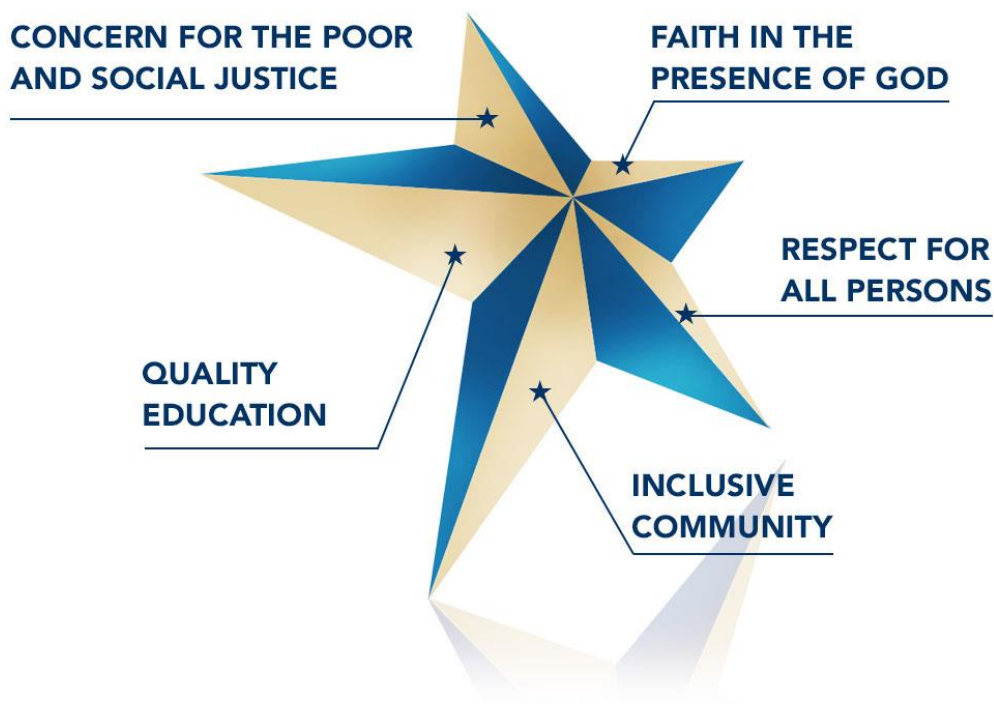 CONCERN FOR THE POOR
AND SOCIAL JUSTICE
FAITH IN THE
PRESENCE OF GOD
RESPECT FOR
ALL PERSONS
QUALITY
EDUCATION
INCLUSIVE
COMMUNITY